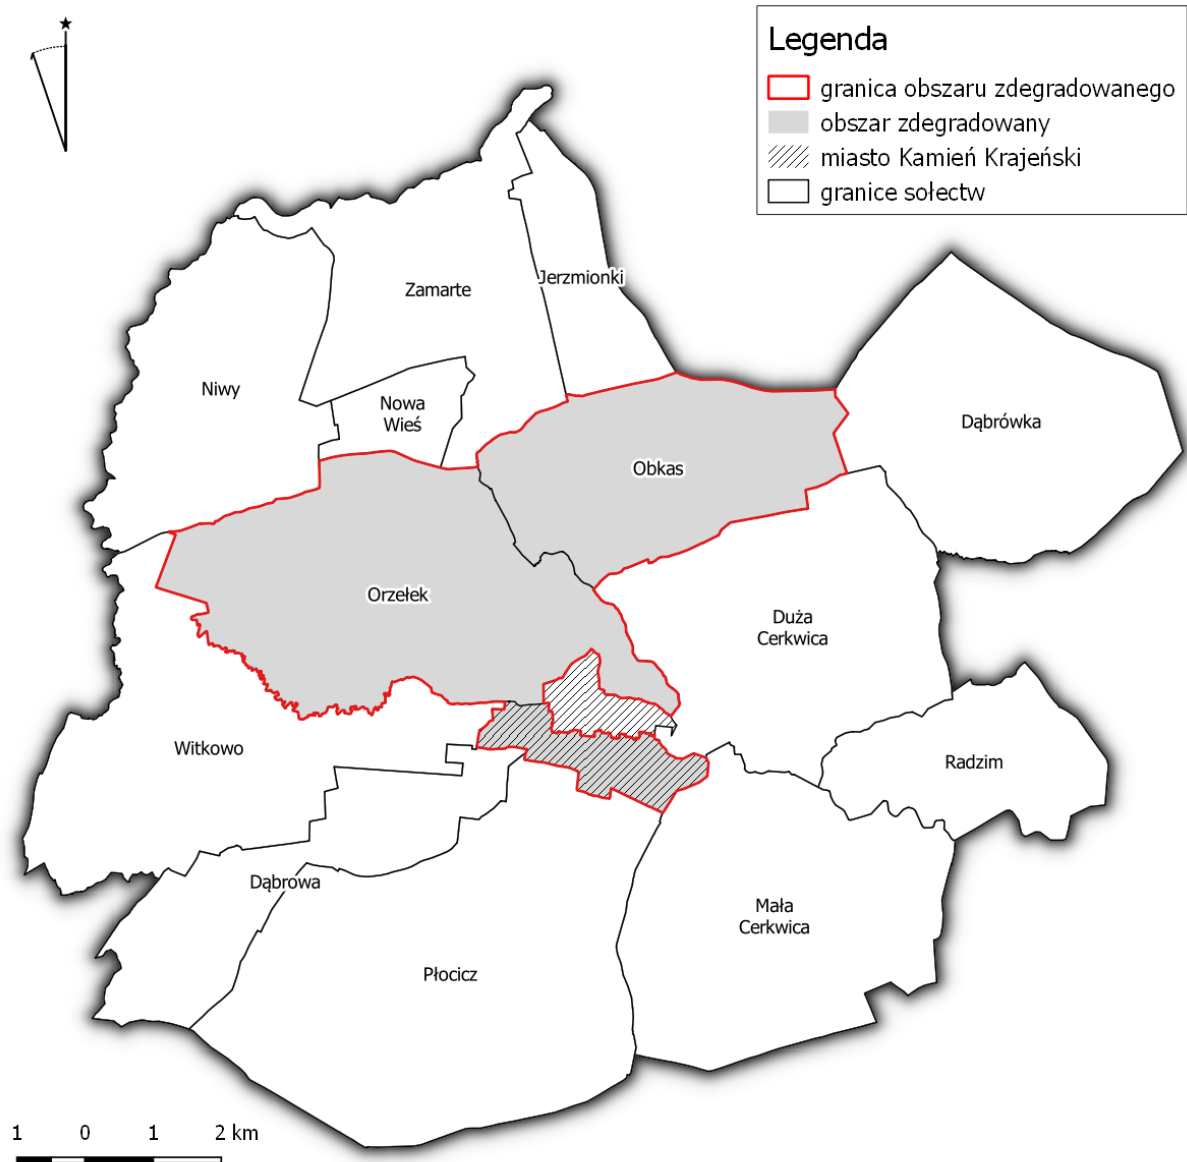 Legenda
granica obszaru zdegradowanego
obszar zdegradowany
miasto Kamień Krajeński
granice sołectw
Jerzmionki
Zamarte
Niwy
Nowa
Wieś
Dąbrówka
Obkas
Orzełek
Duża
Cerkwica
Witkowo
Radzim
Dąbrowa
Mała
Cerkwica
Płocicz
1 0 1 2 km